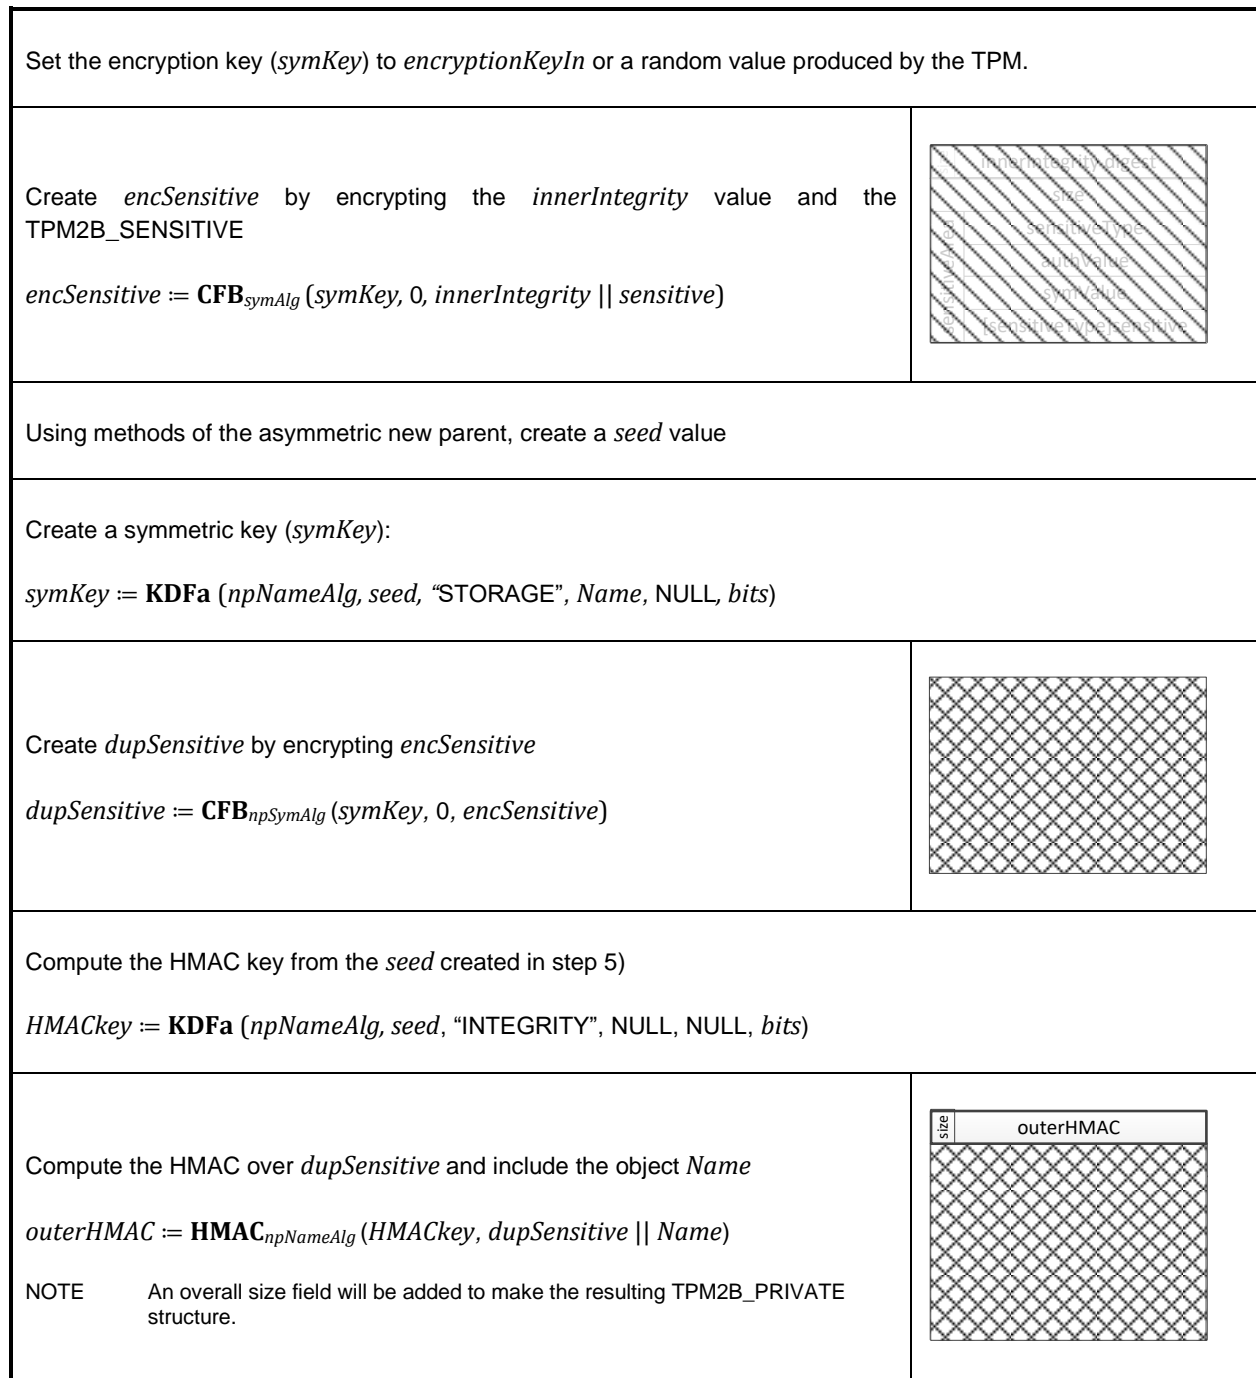 Set the encryption key (symKey) to encryptionKeyIn or a random value produced by the TPM.
Create encSensitive by encrypting the innerIntegrity value and the
TPM2B_SENSITIVE
encSensitive ≔ CFBsymAlg (symKey, 0, innerIntegrity || sensitive)
innerIntegrity digest
size
sensitiveType
authValue
symValue
[sensitiveType]sensitive
Using methods of the asymmetric new parent, create a seed value
Create a symmetric key (symKey):
symKey ≔ KDFa (npNameAlg, seed, “STORAGE”, Name, NULL, bits)
Create dupSensitive by encrypting encSensitive
dupSensitive ≔ CFBnpSymAlg (symKey, 0, encSensitive)
Compute the HMAC key from the seed created in step 5)
HMACkey ≔ KDFa (npNameAlg, seed, “INTEGRITY”, NULL, NULL, bits)
Compute the HMAC over dupSensitive and include the object Name
outerHMAC ≔ HMACnpNameAlg (HMACkey, dupSensitive || Name)
NOTE An overall size field will be added to make the resulting TPM2B_PRIVATE
structure.
size
outerHMAC